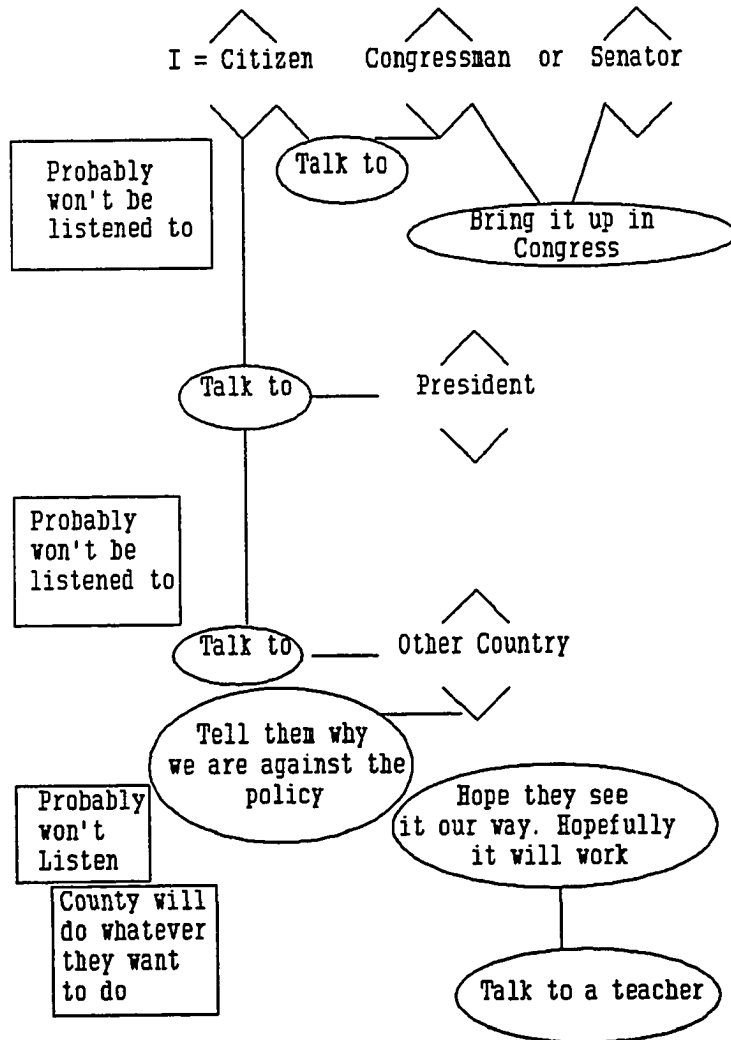 I = Citizen Congressman or Senator
Talk to
Probably
won't be
listened to
Bring it up in
Congress
Talk to
President
Probably
won't be
listened to
Talk to
Other Country
Tell them why
we are against the
policy
Probably
won't
Listen
Hope they see
it our way. Hopefully
it will work
County will
do whatever
they want
to do
Talk to a teacher